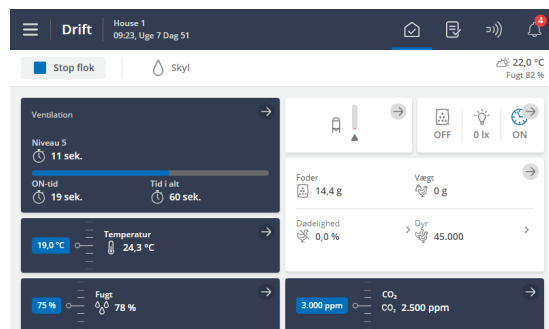 Drift
House 1
09:23, Uge 7 Dag 51
4
Stop flok
Skyl
22,0 °C
Fugt 82 %
Ventilation
Niveau 5
11 sek.
ON-tid
19 sek.
Tid i alt
60 sek.
OFF
0 lx
ON
Foder
14,4 g
Vægt
0 g
Dødelighed
0,0 %
Dyr
45.000
19,0 °C
Temperatur
24,3 °C
75 %
Fugt
78 %
3.000 ppm
CO₂
CO₂ 2.500 ppm